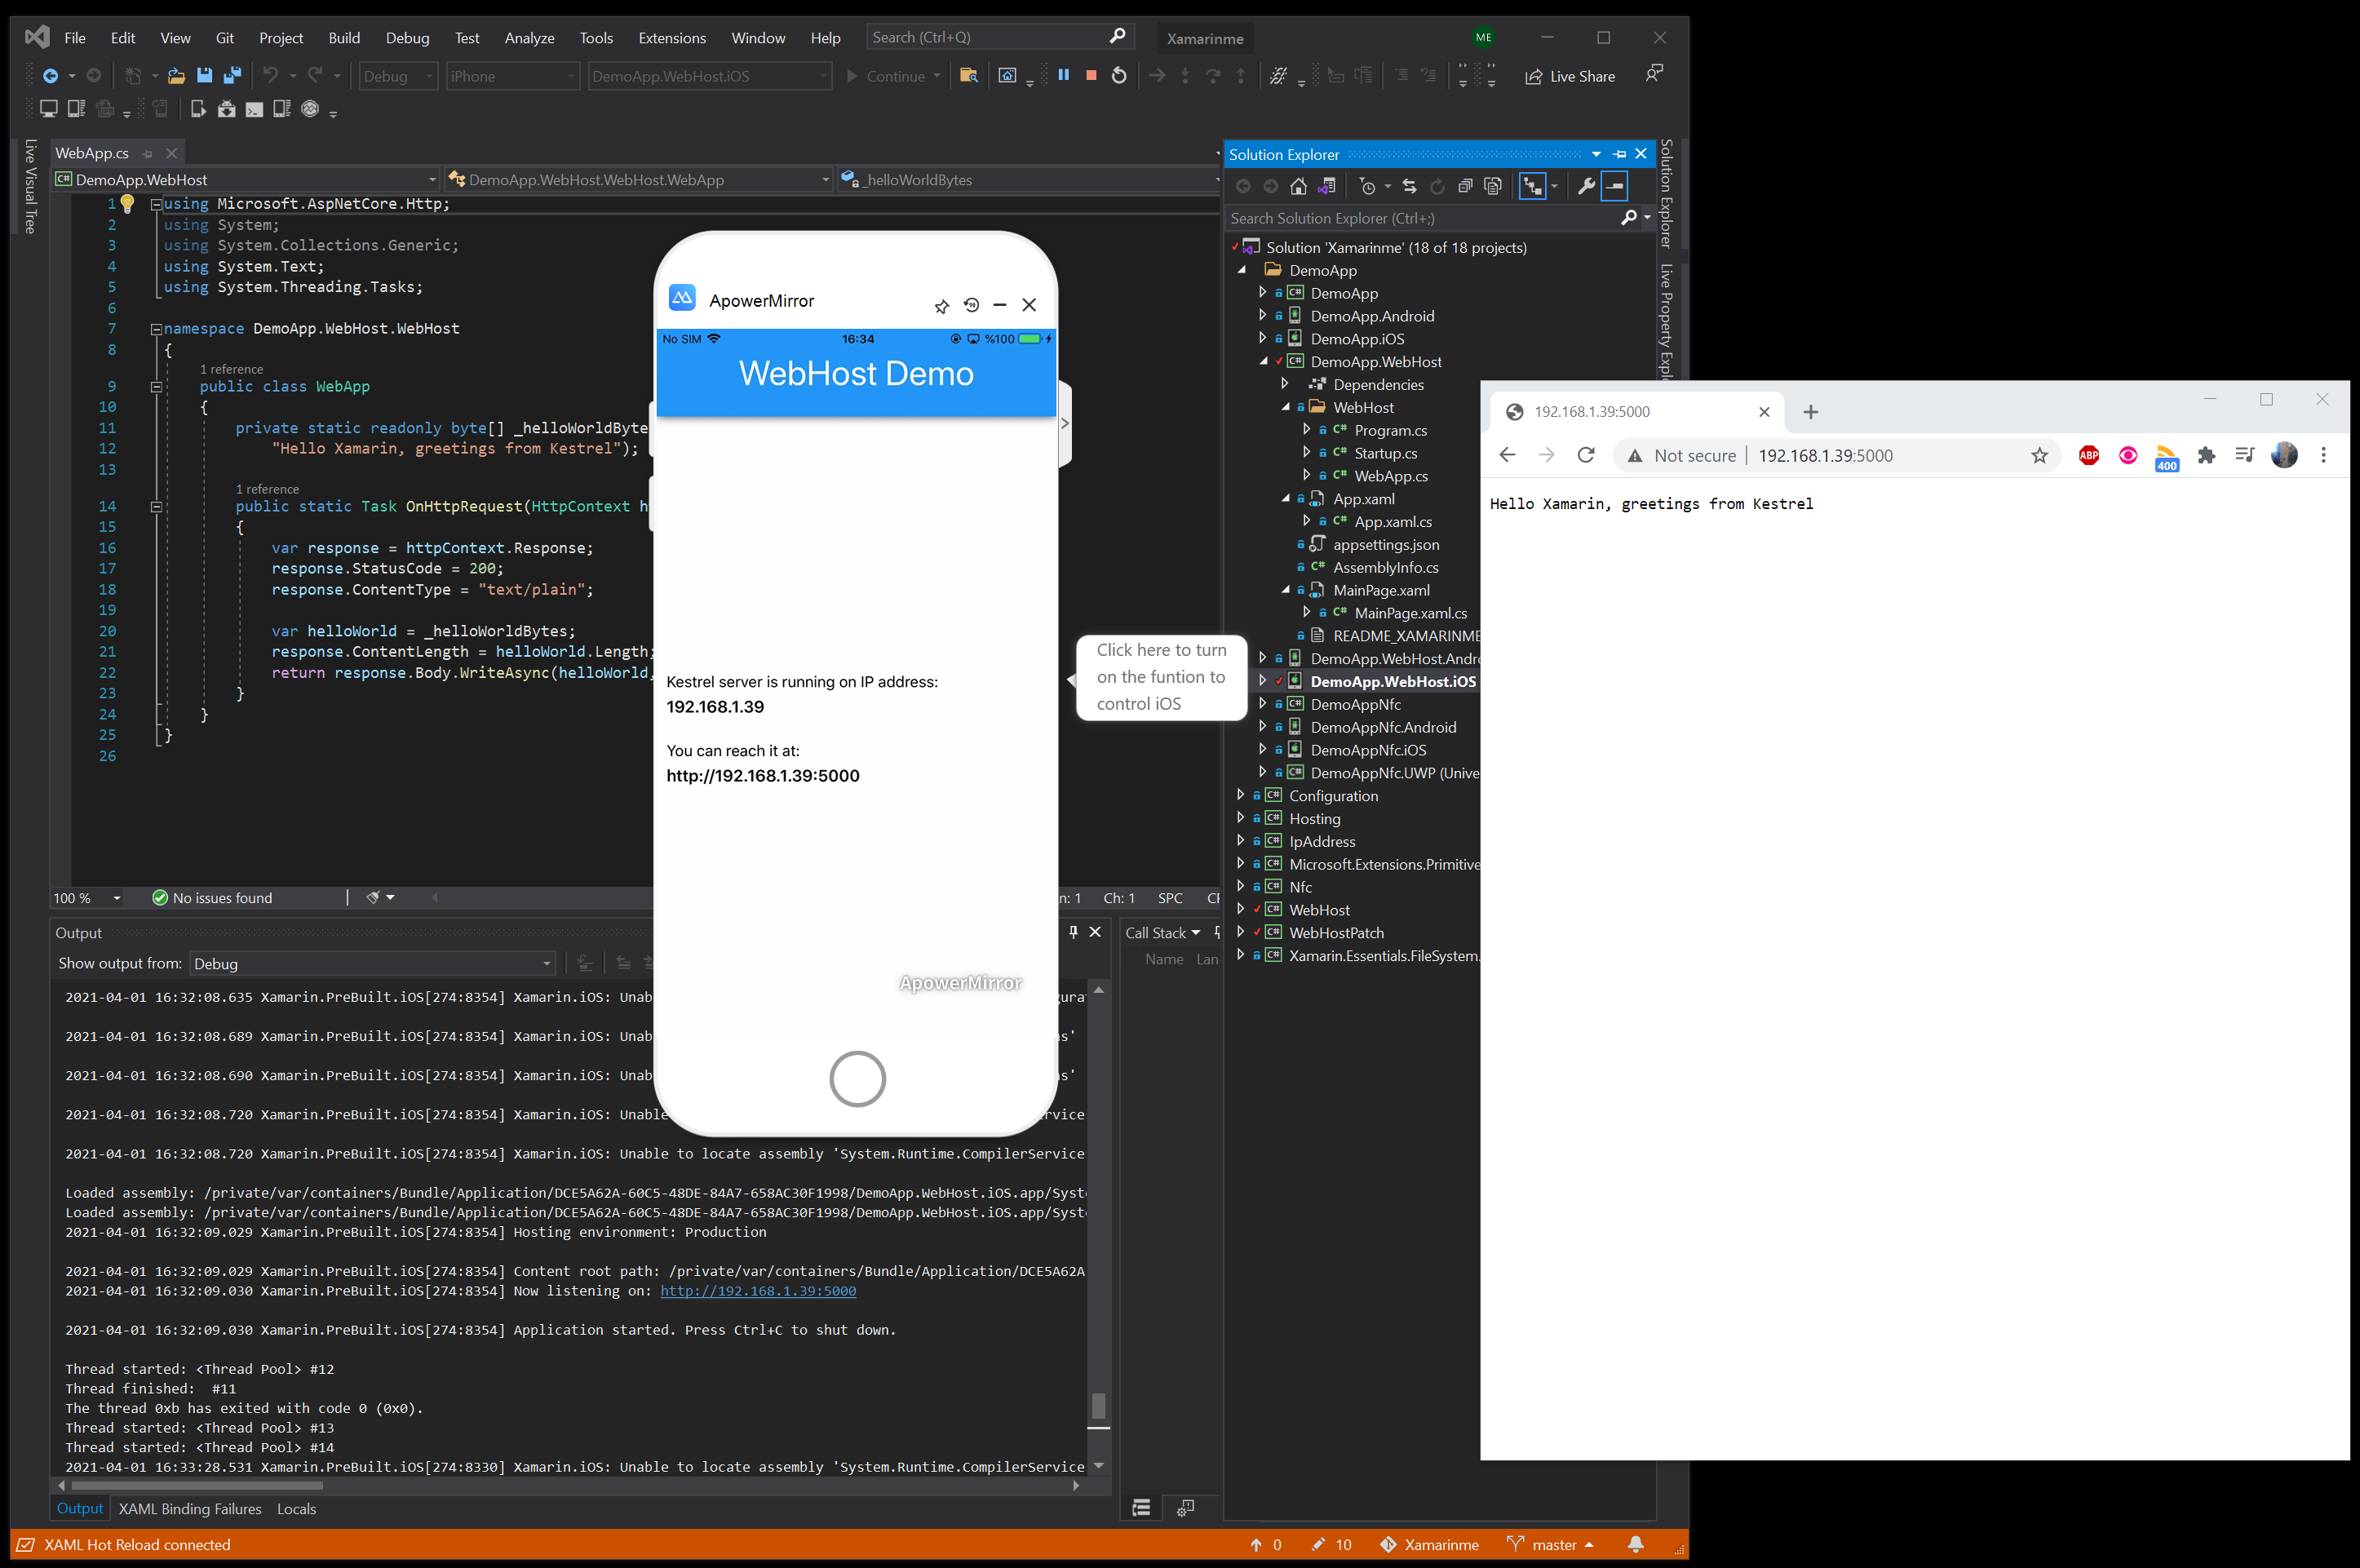 File Edit View Git Project Build Debug Test Analyze Tools Extensions Window Help Search (Ctrl+Q) Xamarinme ME
Debug iPhone DemoApp.WebHost.iOS Continue Live Share
Live Visual Tree
WebApp.cs
DemoApp.WebHost DemoApp.WebHost.WebHost.WebApp _helloWorldBytes
1 using Microsoft.AspNetCore.Http;
2 using System;
3 using System.Collections.Generic;
4 using System.Text;
5 using System.Threading.Tasks;
6
7 namespace DemoApp.WebHost.WebHost
8 {
1 reference
9 public class WebApp
10 {
11 private static readonly byte[] _helloWorldByte
12 "Hello Xamarin, greetings from Kestrel");
13
1 reference
14 public static Task OnHttpRequest(HttpContext h
15 {
16 var response = httpContext.Response;
17 response.StatusCode = 200;
18 response.ContentType = "text/plain";
19
20 var helloWorld = _helloWorldBytes;
21 response.ContentLength = helloWorld.Length;
22 return response.Body.WriteAsync(helloWorld,
23 }
24 }
25 }
26
100 % No issues found
n: 1 Ch: 1 SPC
ApowerMirror
No SIM 16:34 %100
WebHost Demo
Kestrel server is running on IP address:
192.168.1.39
You can reach it at:
http://192.168.1.39:5000
ApowerMirror
Click here to turn
on the funtion to
control iOS
Output
Show output from: Debug
2021-04-01 16:32:08.635 Xamarin.PreBuilt.iOS[274:8354] Xamarin.iOS: Unab
2021-04-01 16:32:08.689 Xamarin.PreBuilt.iOS[274:8354] Xamarin.iOS: Unab
2021-04-01 16:32:08.690 Xamarin.PreBuilt.iOS[274:8354] Xamarin.iOS: Unab
2021-04-01 16:32:08.720 Xamarin.PreBuilt.iOS[274:8354] Xamarin.iOS: Unable rvice
2021-04-01 16:32:08.720 Xamarin.PreBuilt.iOS[274:8354] Xamarin.iOS: Unable to locate assembly 'System.Runtime.CompilerService
Loaded assembly: /private/var/containers/Bundle/Application/DCE5A62A-60C5-48DE-84A7-658AC30F1998/DemoApp.WebHost.iOS.app/Syst
Loaded assembly: /private/var/containers/Bundle/Application/DCE5A62A-60C5-48DE-84A7-658AC30F1998/DemoApp.WebHost.iOS.app/Syst
2021-04-01 16:32:09.029 Xamarin.PreBuilt.iOS[274:8354] Hosting environment: Production
2021-04-01 16:32:09.029 Xamarin.PreBuilt.iOS[274:8354] Content root path: /private/var/containers/Bundle/Application/DCE5A62A
2021-04-01 16:32:09.030 Xamarin.PreBuilt.iOS[274:8354] Now listening on: http://192.168.1.39:5000
2021-04-01 16:32:09.030 Xamarin.PreBuilt.iOS[274:8354] Application started. Press Ctrl+C to shut down.
Thread started: <Thread Pool> #12
Thread finished: #11
The thread 0xb has exited with code 0 (0x0).
Thread started: <Thread Pool> #13
Thread started: <Thread Pool> #14
2021-04-01 16:33:28.531 Xamarin.PreBuilt.iOS[274:8330] Xamarin.iOS: Unable to locate assembly 'System.Runtime.CompilerService
Output XAML Binding Failures Locals
Call Stack
Name Lan
Solution Explorer
Search Solution Explorer (Ctrl+;)
Solution 'Xamarinme' (18 of 18 projects)
DemoApp
DemoApp
DemoApp.Android
DemoApp.iOS
DemoApp.WebHost
Dependencies
WebHost
Program.cs
Startup.cs
WebApp.cs
App.xaml
App.xaml.cs
appsettings.json
AssemblyInfo.cs
MainPage.xaml
MainPage.xaml.cs
README_XAMARINME
DemoApp.WebHost.Andro
DemoApp.WebHost.iOS
DemoAppNfc
DemoAppNfc.Android
DemoAppNfc.iOS
DemoAppNfc.UWP (Unive
Configuration
Hosting
IpAddress
Microsoft.Extensions.Primitive
Nfc
WebHost
WebHostPatch
Xamarin.Essentials.FileSystem.
Solution Explorer
Live Property Explo
192.168.1.39:5000
Not secure 192.168.1.39:5000 ABP 400
Hello Xamarin, greetings from Kestrel
XAML Hot Reload connected 0 10 Xamarinme master